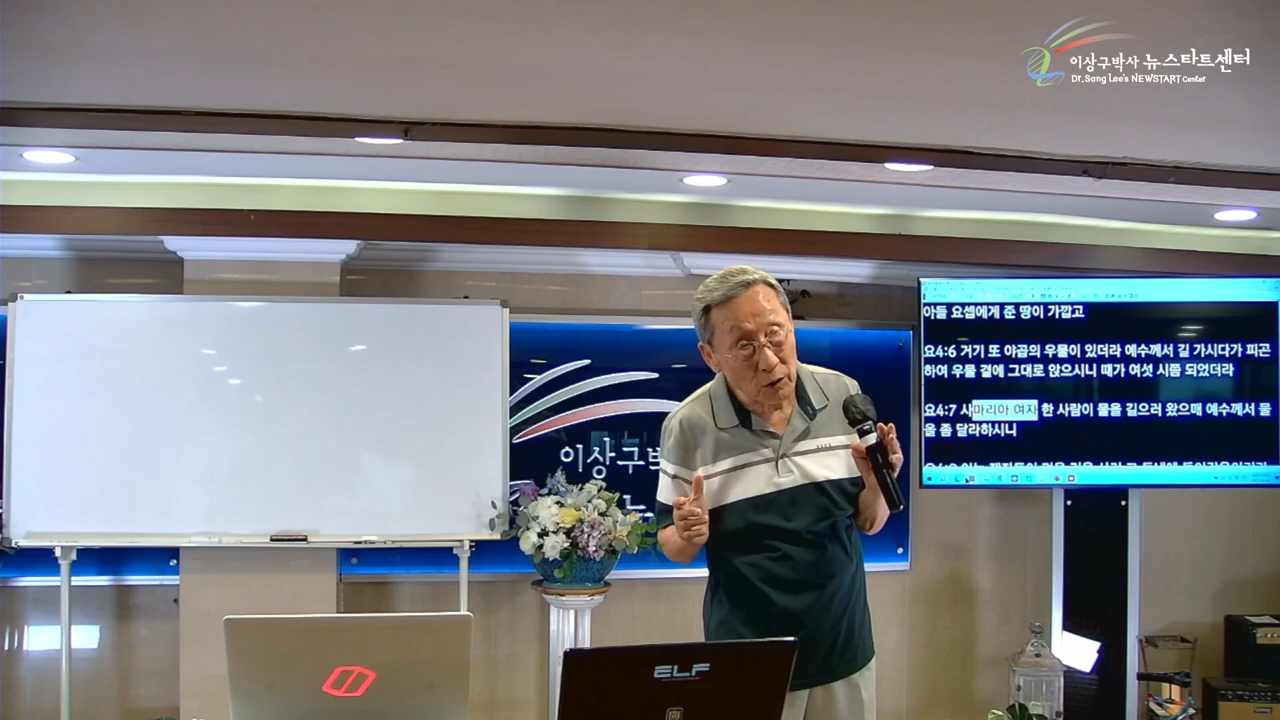 이상구박사 뉴스타트센터
Dr. Sang Lee's NEWSTART Center
아들 요셉에게 준 땅이 가깝고
요4:6 거기 또 야곱의 우물이 있더라 예수께서 길 가시다가 피곤
하여 우물 곁에 그대로 앉으시니 때가 여섯 시쯤 되었더라
요4:7 사마리아 여자 한 사람이 물을 길으러 왔으매 예수께서 물
을 좀 달라하시니
이상구
ELF